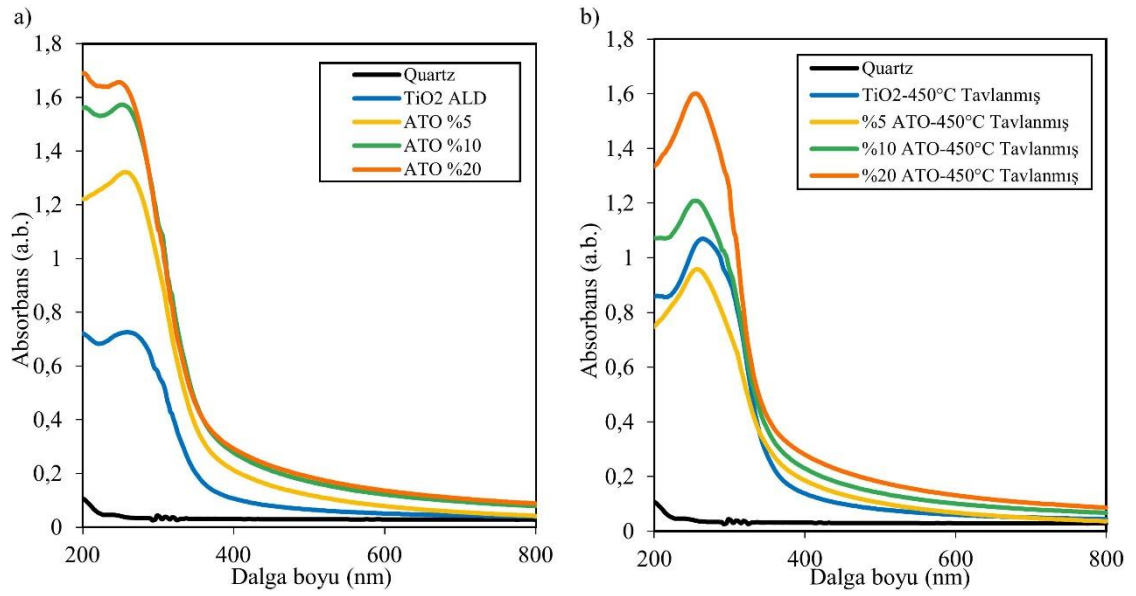 a)
1,8
1,6
1,4
1,2
1
0,8
0,6
0,4
0,2
0
Absorbans (a.b.)
Quartz
TiO2 ALD
ATO %5
ATO %10
ATO %20
200
400
600
800
Dalga boyu (nm)
b)
1,8
1,6
1,4
1,2
1
0,8
0,6
0,4
0,2
0
Absorbans (a.b.)
Quartz
TiO2-450°C Tavlanmış
%5 ATO-450°C Tavlanmış
%10 ATO-450°C Tavlanmış
%20 ATO-450°C Tavlanmış
200
400
600
800
Dalga boyu (nm)